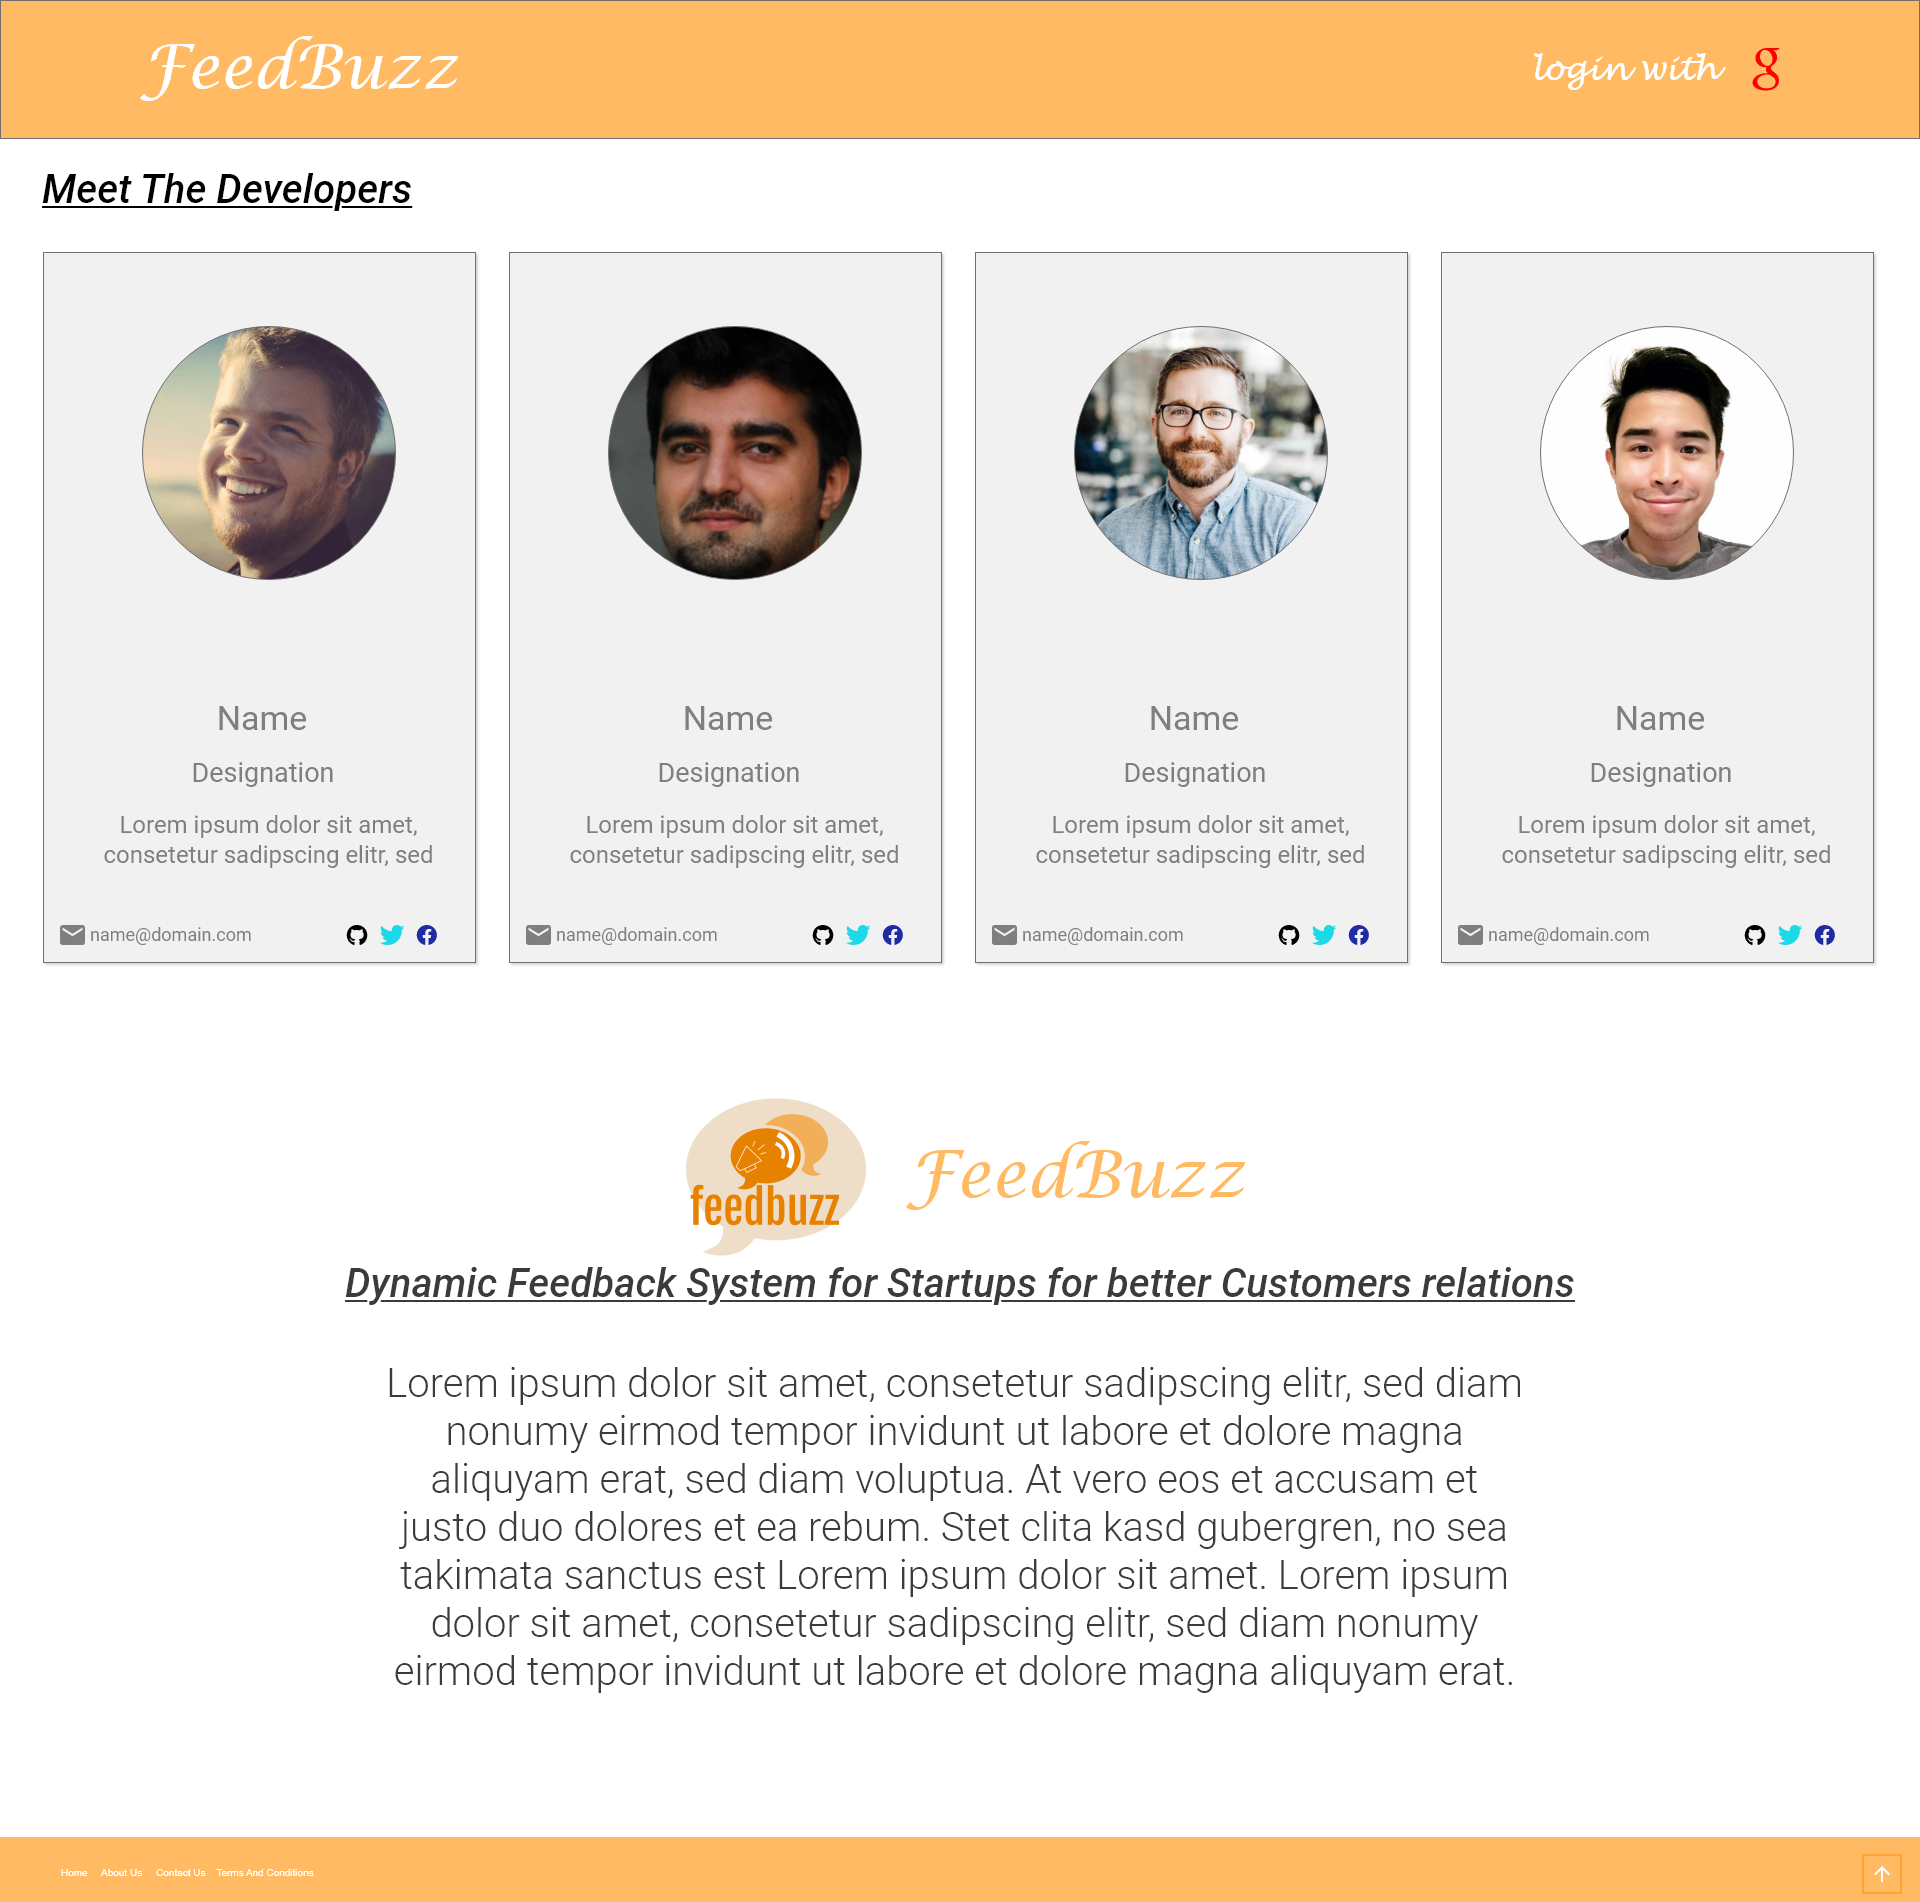 FeedBuzz
login with g
Meet The Developers
Name
Designation
Lorem ipsum dolor sit amet,
consetetur sadipscing elitr, sed
name@domain.com
Name
Designation
Lorem ipsum dolor sit amet,
consetetur sadipscing elitr, sed
name@domain.com
Name
Designation
Lorem ipsum dolor sit amet,
consetetur sadipscing elitr, sed
name@domain.com
Name
Designation
Lorem ipsum dolor sit amet,
consetetur sadipscing elitr, sed
name@domain.com
feedbuzz
FeedBuzz
Dynamic Feedback System for Startups for better Customers relations
Lorem ipsum dolor sit amet, consetetur sadipscing elitr, sed diam
nonumy eirmod tempor invidunt ut labore et dolore magna
aliquyam erat, sed diam voluptua. At vero eos et accusam et
justo duo dolores et ea rebum. Stet clita kasd gubergren, no sea
takimata sanctus est Lorem ipsum dolor sit amet. Lorem ipsum
dolor sit amet, consetetur sadipscing elitr, sed diam nonumy
eirmod tempor invidunt ut labore et dolore magna aliquyam erat.
Home About Us Contact Us Terms And Conditions